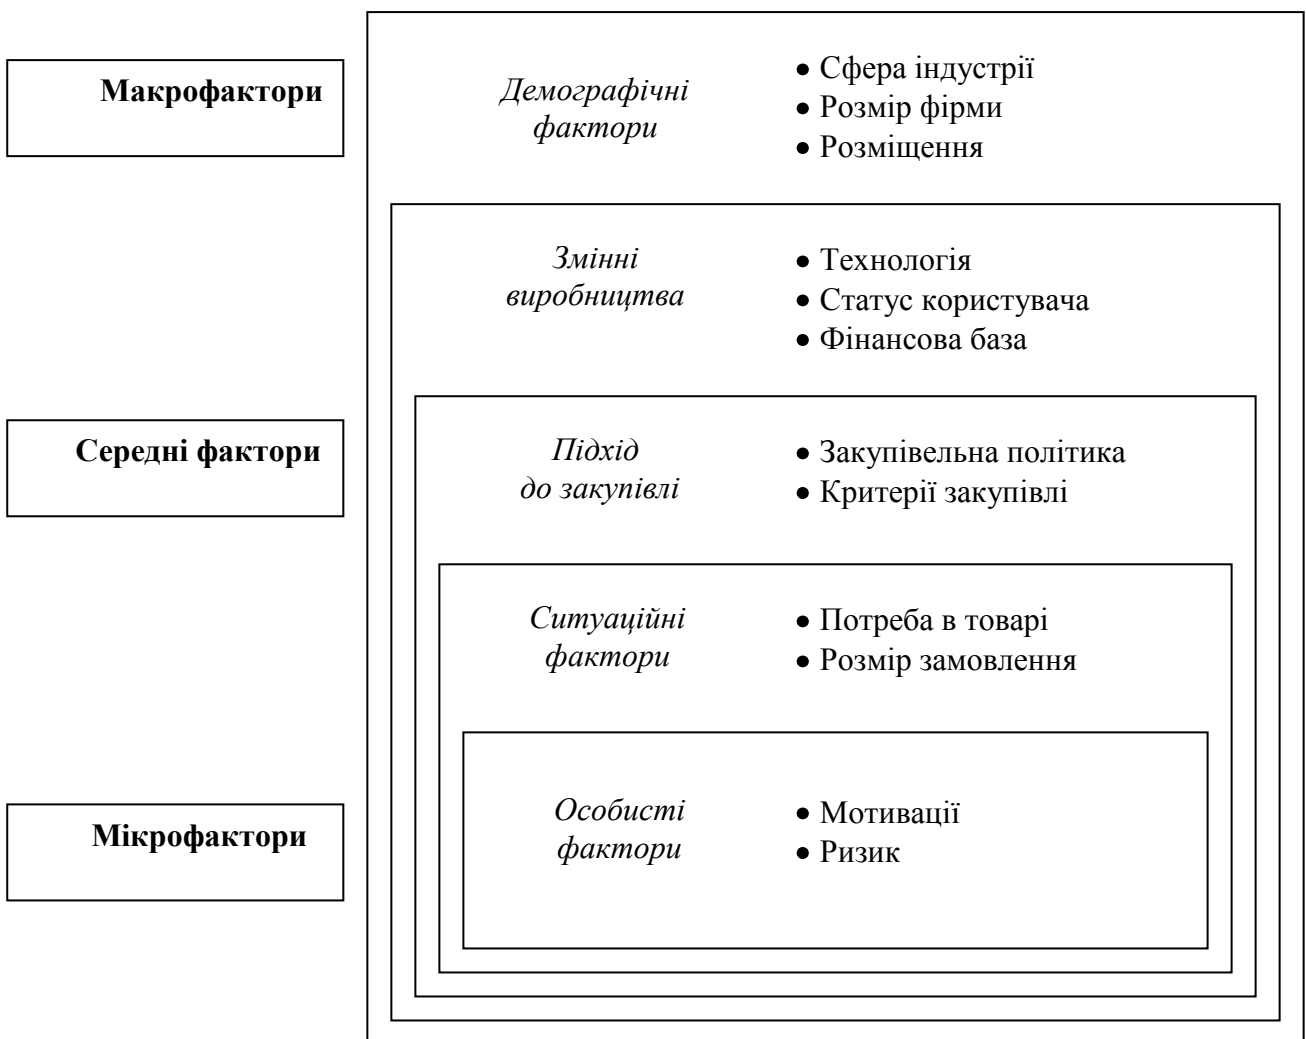 Макрофактори
Демографічні
фактори
• Сфера індустрії
• Розмір фірми
• Розміщення
Змінні
виробництва
• Технологія
• Статус користувача
• Фінансова база
Середні фактори
Підхід
до закупівлі
• Закупівельна політика
• Критерії закупівлі
Ситуаційні
фактори
• Потреба в товарі
• Розмір замовлення
Мікрофактори
Особисті
фактори
• Мотивації
• Ризик